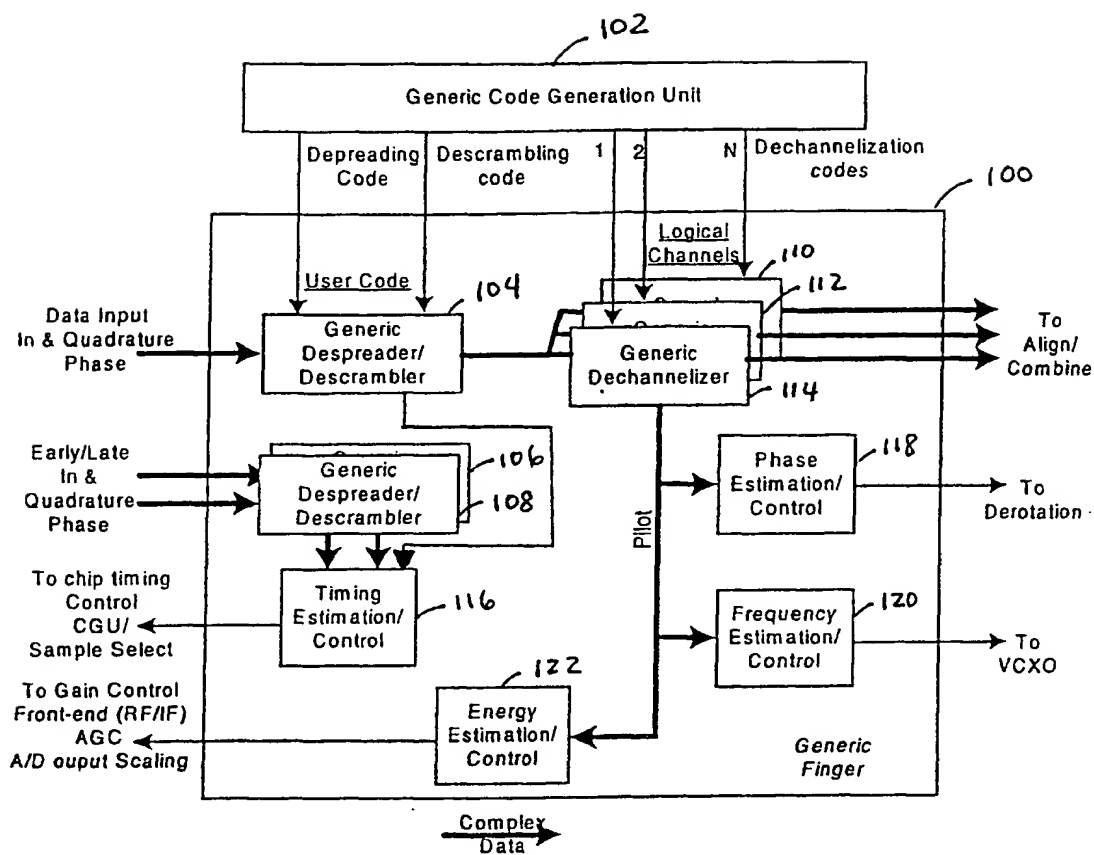 102
Generic Code Generation Unit
Depreading
Code
Descrambling
code
1
2
N
Dechannelization
codes
100
Logical
Channels
110
112
User Code
104
Data Input
In & Quadrature
Phase
Generic
Despreader/
Descrambler
Generic
Dechannelizer
114
To
Align/
Combine
Early/Late
In &
Quadrature
Phase
106
Generic
Despreader/
Descrambler
108
Phase
Estimation/
Control
118
To
Derotation
Pilot
To chip timing
Control
CGU/
Sample Select
Timing
Estimation/
Control
116
Frequency
Estimation/
Control
120
To
VCXO
122
To Gain Control
Front-end (RF/IF)
AGC
A/D ouput Scaling
Energy
Estimation/
Control
Generic
Finger
Complex
Data